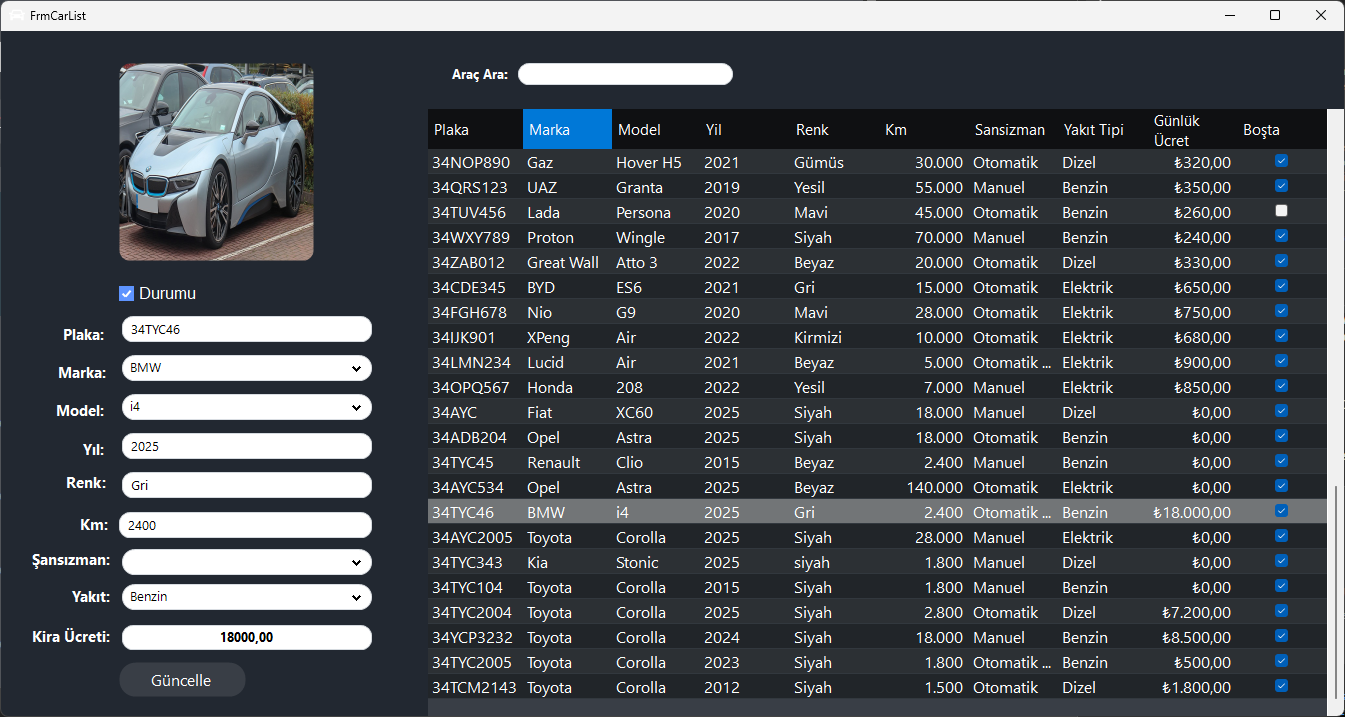 FrmCarList
Durumu
Plaka: 34TYC46
Marka: BMW
Model: i4
Yıl: 2025
Renk: Gri
Km: 2400
Şansızman:
Yakıt: Benzin
Kira Ücreti: 18000,00
Güncelle
Araç Ara:
Plaka Marka Model Yil Renk Km Sansizman Yakıt Tipi Günlük Ücret Boşta
34NOP890 Gaz Hover H5 2021 Gümüs 30.000 Otomatik Dizel ₺320,00
34QRS123 UAZ Granta 2019 Yesil 55.000 Manuel Benzin ₺350,00
34TUV456 Lada Persona 2020 Mavi 45.000 Otomatik Benzin ₺260,00
34WXY789 Proton Wingle 2017 Siyah 70.000 Manuel Benzin ₺240,00
34ZAB012 Great Wall Atto 3 2022 Beyaz 20.000 Otomatik Dizel ₺330,00
34CDE345 BYD ES6 2021 Gri 15.000 Otomatik Elektrik ₺650,00
34FGH678 Nio G9 2020 Mavi 28.000 Otomatik Elektrik ₺750,00
34IJK901 XPeng Air 2022 Kirmizi 10.000 Otomatik Elektrik ₺680,00
34LMN234 Lucid Air 2021 Beyaz 5.000 Otomatik ... Elektrik ₺900,00
34OPQ567 Honda 208 2022 Yesil 7.000 Manuel Elektrik ₺850,00
34AYC Fiat XC60 2025 Siyah 18.000 Manuel Dizel ₺0,00
34ADB204 Opel Astra 2025 Siyah 18.000 Otomatik Benzin ₺0,00
34TYC45 Renault Clio 2015 Beyaz 2.400 Manuel Benzin ₺0,00
34AYC534 Opel Astra 2025 Beyaz 140.000 Otomatik Elektrik ₺0,00
34TYC46 BMW i4 2025 Gri 2.400 Otomatik ... Benzin ₺18.000,00
34AYC2005 Toyota Corolla 2025 Siyah 28.000 Manuel Elektrik ₺0,00
34TYC343 Kia Stonic 2025 siyah 1.800 Manuel Dizel ₺0,00
34TYC104 Toyota Corolla 2015 Siyah 1.800 Manuel Benzin ₺0,00
34TYC2004 Toyota Corolla 2025 Siyah 2.800 Otomatik Dizel ₺7.200,00
34YCP3232 Toyota Corolla 2024 Siyah 18.000 Manuel Benzin ₺8.500,00
34TYC2005 Toyota Corolla 2023 Siyah 1.800 Otomatik ... Benzin ₺500,00
34TCM2143 Toyota Corolla 2012 Siyah 1.500 Otomatik Dizel ₺1.800,00